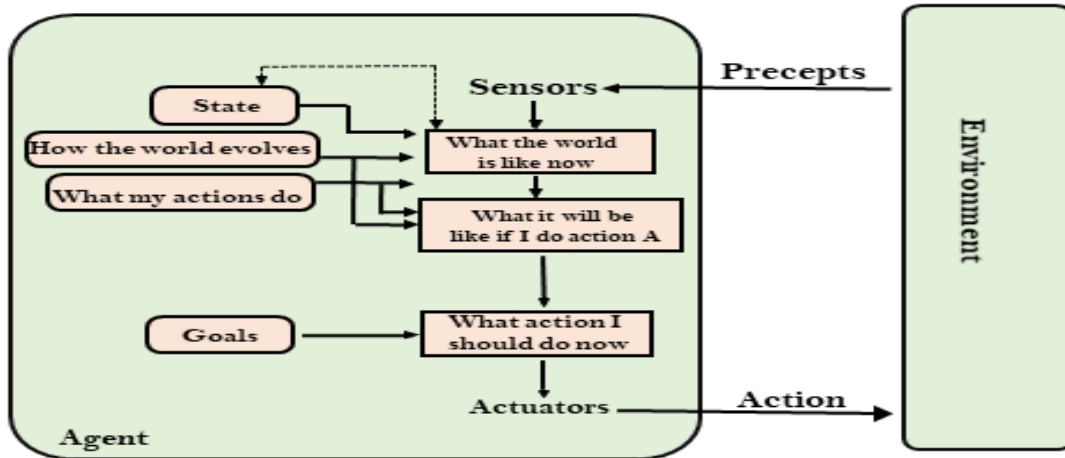 Precepts
Sensors
State
What the world
is like now
How the world evolves
What my actions do
What it will be
like if I do action A
Environment
What action I
should do now
Goals
Actuators
Action
Agent